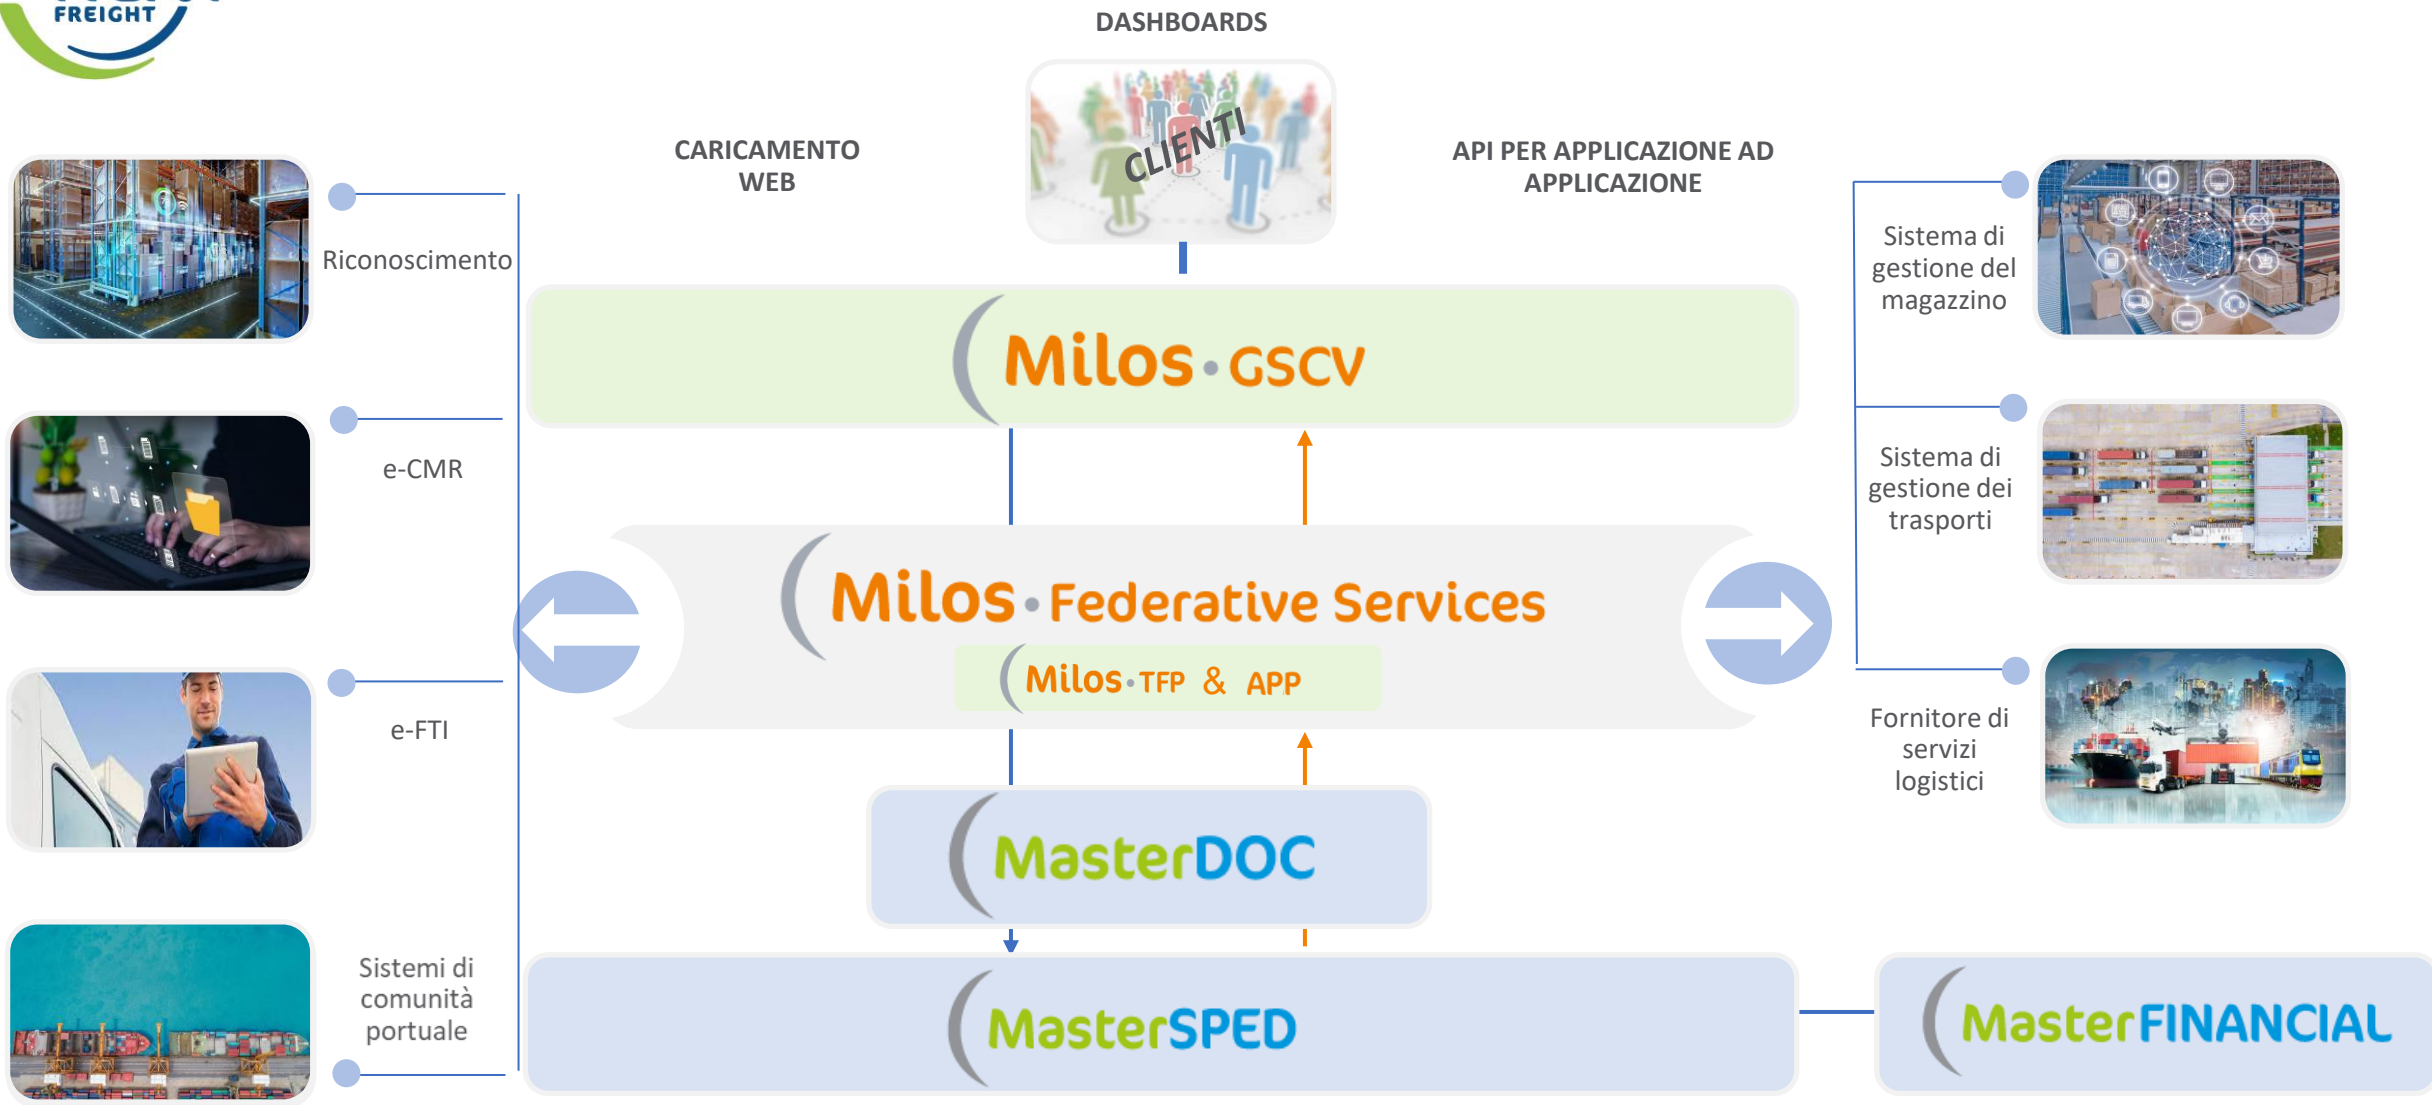 FREIGHT
DASHBOARDS
CLIENTI
CARICAMENTO
WEB
API PER APPLICAZIONE AD
APPLICAZIONE
Riconoscimento
e-CMR
e-FTI
Sistemi di
comunità
portuale
Milos • GSCV
Milos • Federative Services
Milos • TFP & APP
MasterDOC
MasterSPED
MasterFINANCIAL
Sistema di
gestione del
magazzino
Sistema di
gestione dei
trasporti
Fornitore di
servizi
logistici